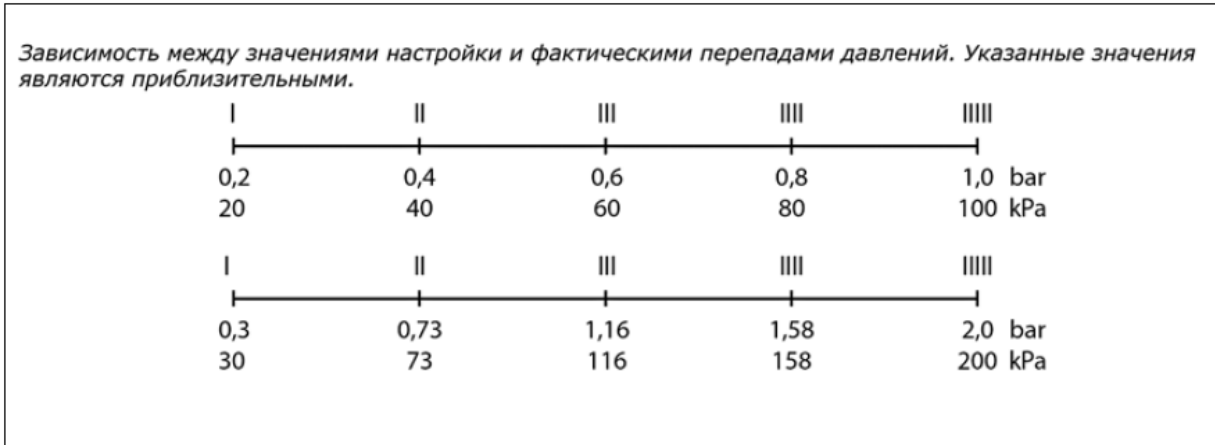 Зависимость между значениями настройки и фактическими перепадами давлений. Указанные значения
являются приблизительными.
I II III IIII IIIII
0,2 0,4 0,6 0,8 1,0 bar
20 40 60 80 100 kPa
I II III IIII IIIII
0,3 0,73 1,16 1,58 2,0 bar
30 73 116 158 200 kPa